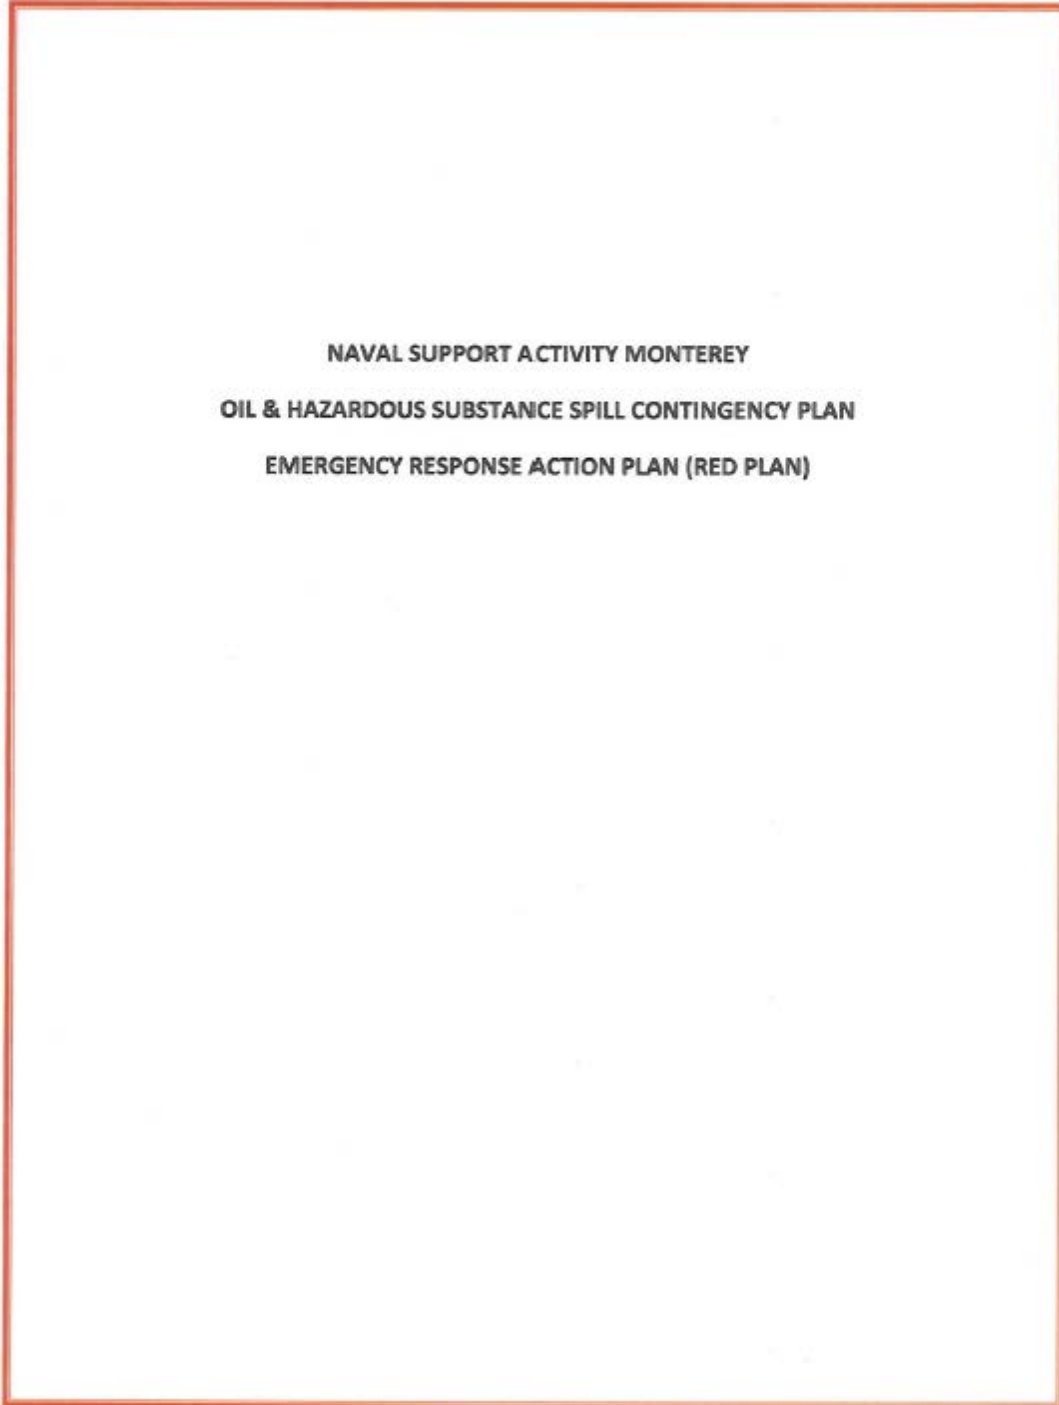 NAVAL SUPPORT ACTIVITY MONTEREY
OIL & HAZARDOUS SUBSTANCE SPILL CONTINGENCY PLAN
EMERGENCY RESPONSE ACTION PLAN (RED PLAN)